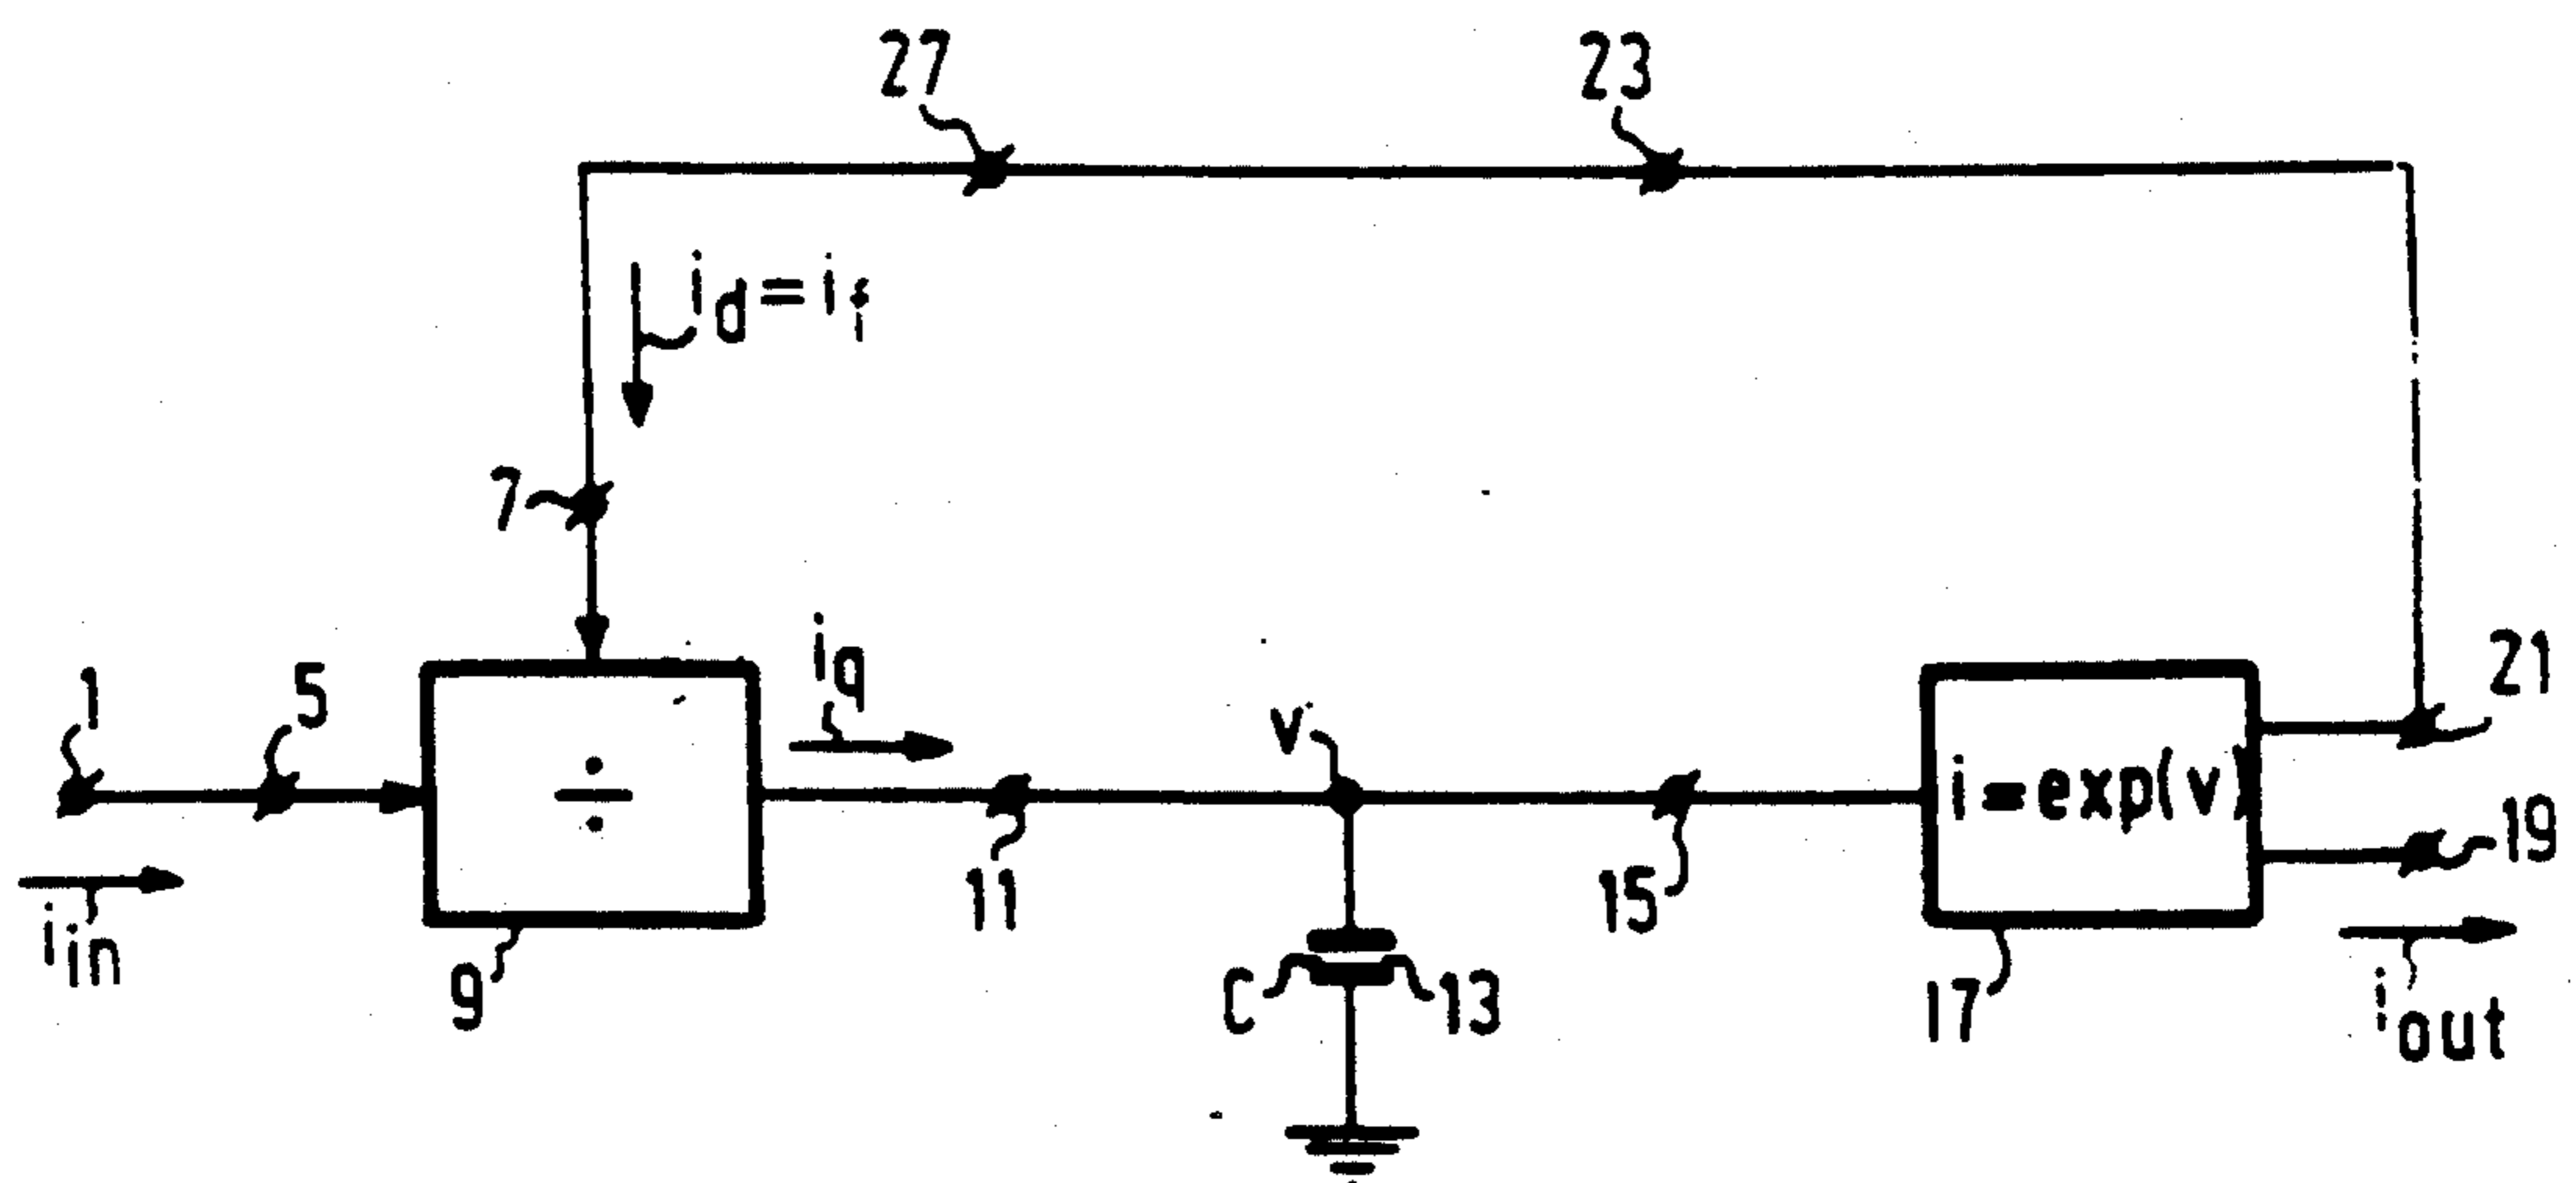 27
23
i_d = i_f
7
1
5
i_q
v
21
÷
i = exp(v)
19
i_in
9
11
C
13
15
17
i_out